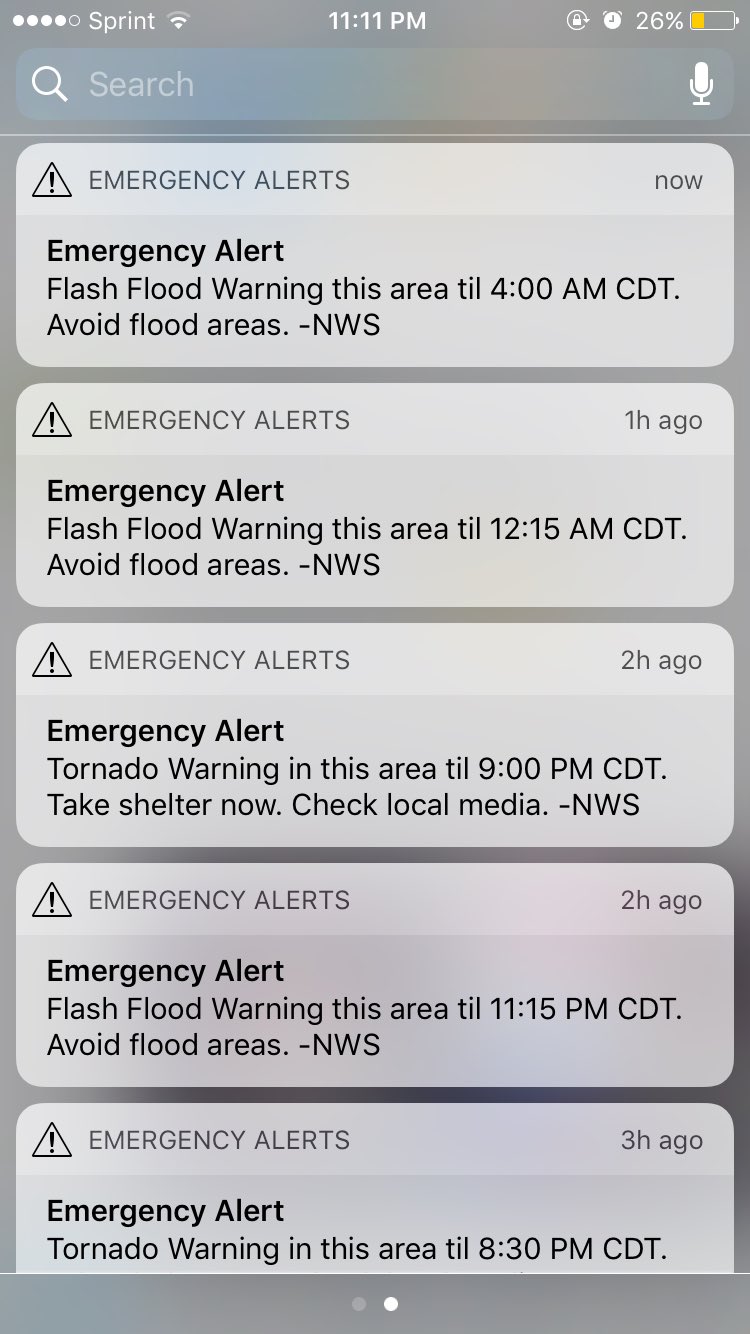 Sprint 11:11 PM 26%
Search
EMERGENCY ALERTS now
Emergency Alert
Flash Flood Warning this area til 4:00 AM CDT.
Avoid flood areas. -NWS
EMERGENCY ALERTS 1h ago
Emergency Alert
Flash Flood Warning this area til 12:15 AM CDT.
Avoid flood areas. -NWS
EMERGENCY ALERTS 2h ago
Emergency Alert
Tornado Warning in this area til 9:00 PM CDT.
Take shelter now. Check local media. -NWS
EMERGENCY ALERTS 2h ago
Emergency Alert
Flash Flood Warning this area til 11:15 PM CDT.
Avoid flood areas. -NWS
EMERGENCY ALERTS 3h ago
Emergency Alert
Tornado Warning in this area til 8:30 PM CDT.